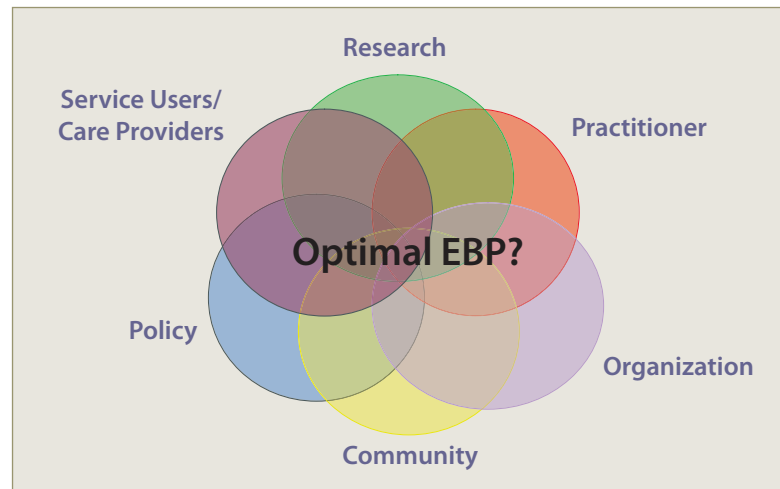 Research
Service Users/
Care Providers
Practitioner
Optimal EBP?
Policy
Organization
Community